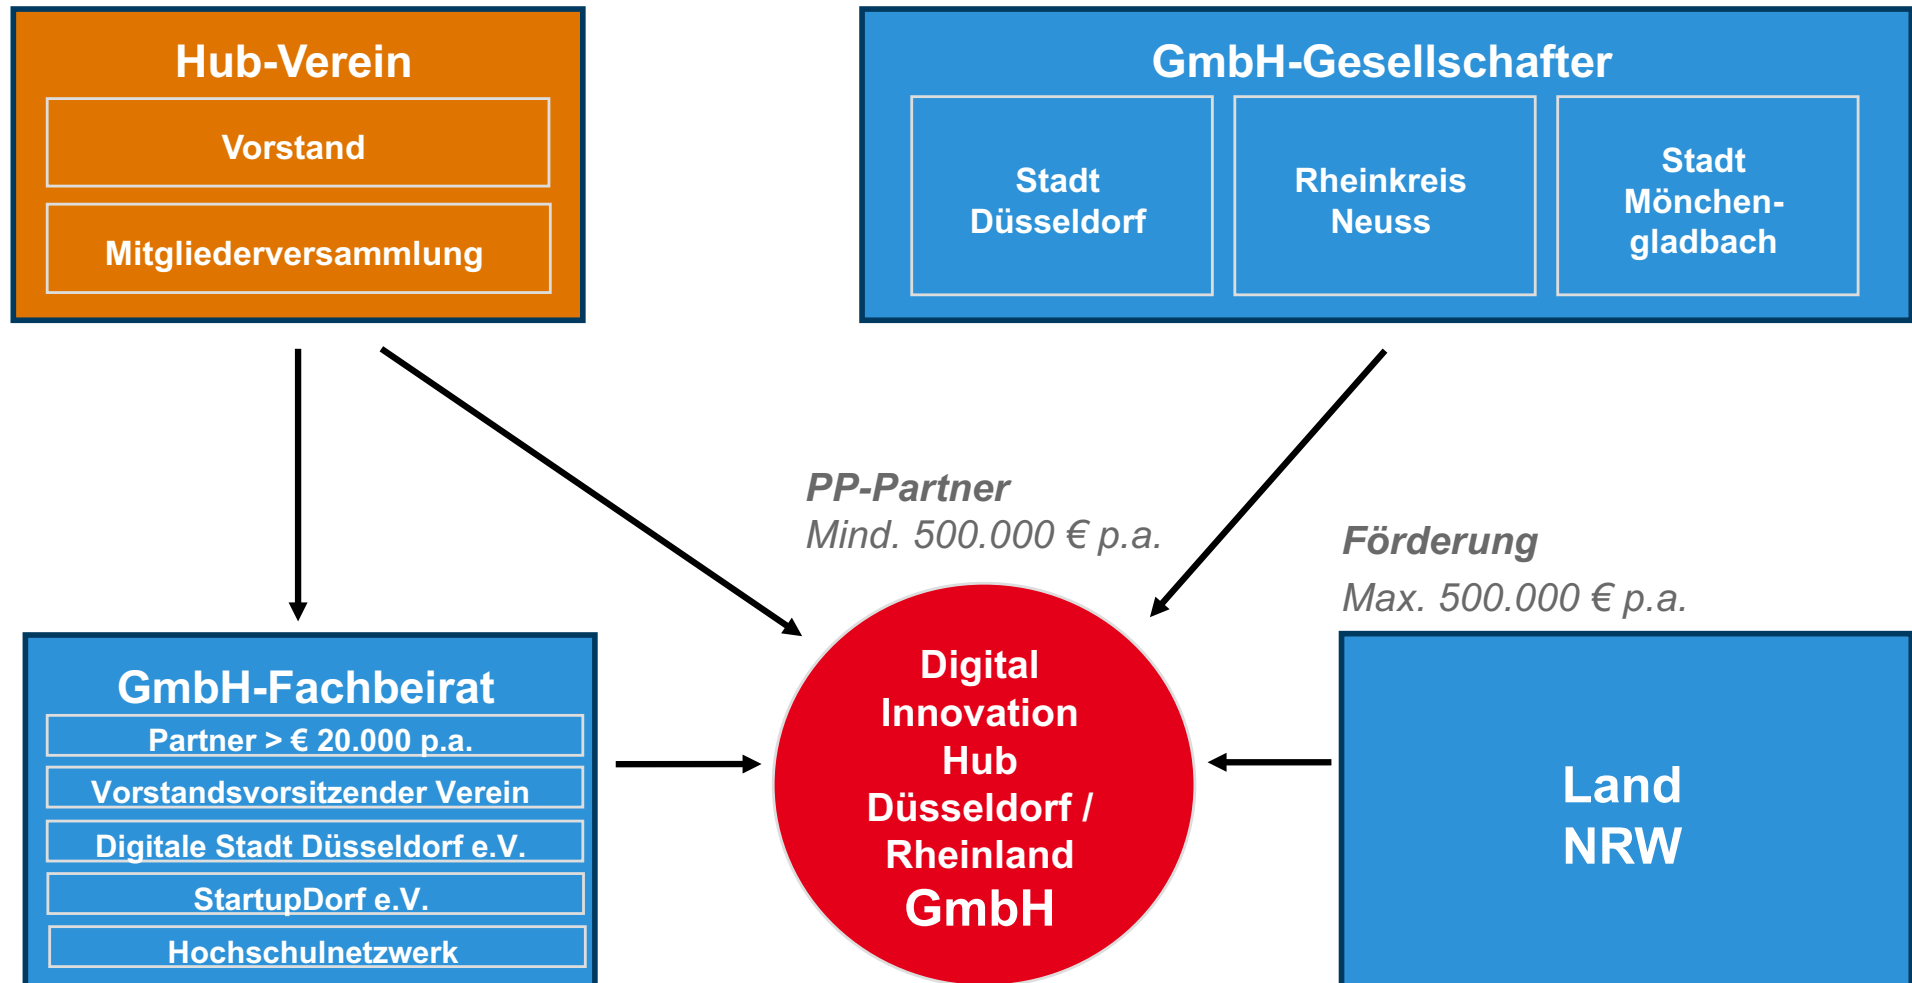 Hub-Verein
Vorstand
Mitgliederversammlung
GmbH-Gesellschafter
Stadt
Düsseldorf
Rheinkreis
Neuss
Stadt
Mönchen-
gladbach
PP-Partner
Mind. 500.000 € p.a.
Förderung
Max. 500.000 € p.a.
GmbH-Fachbeirat
Partner > € 20.000 p.a.
Vorstandsvorsitzender Verein
Digitale Stadt Düsseldorf e.V.
StartupDorf e.V.
Hochschulnetzwerk
Digital
Innovation
Hub
Düsseldorf /
Rheinland
GmbH
Land
NRW